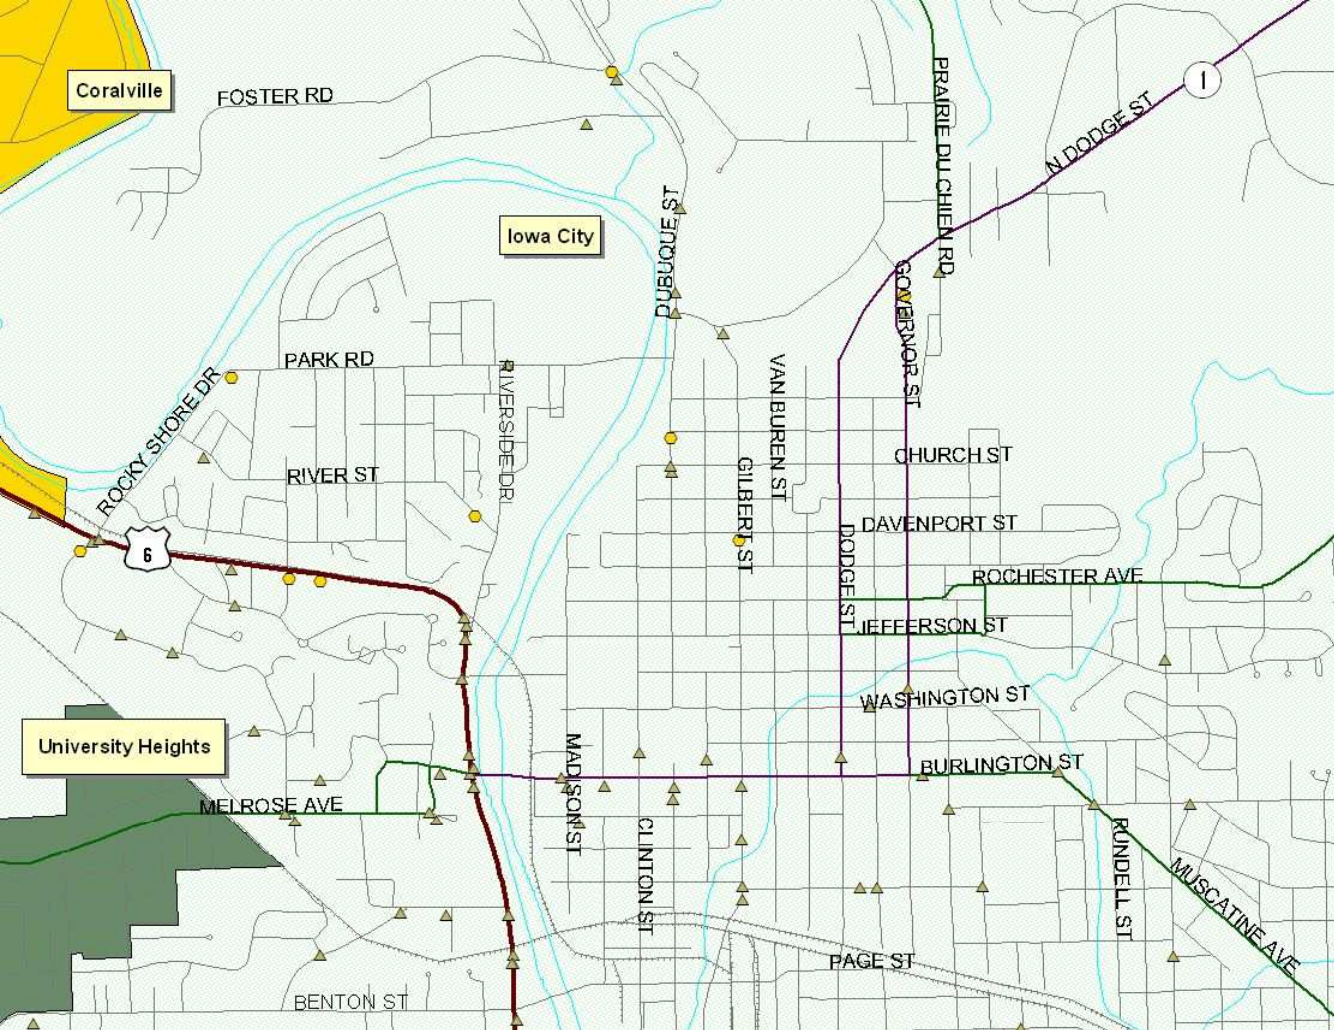 Coralville
FOSTER RD
PRAIRIE DU CHIEN RD
1
N DODGE ST
Iowa City
DUBUQUE ST
GOVERNOR ST
PARK RD
RIVERSIDE DR
VAN BUREN ST
ROCKY SHORE DR
RIVER ST
GILBERT ST
CHURCH ST
DAVENPORT ST
DODGE ST
6
ROCHESTER AVE
JEFFERSON ST
WASHINGTON ST
University Heights
MADISON ST
BURLINGTON ST
MELROSE AVE
CLINTON ST
RUNDELL ST
MUSCATINE AVE
PAGE ST
BENTON ST